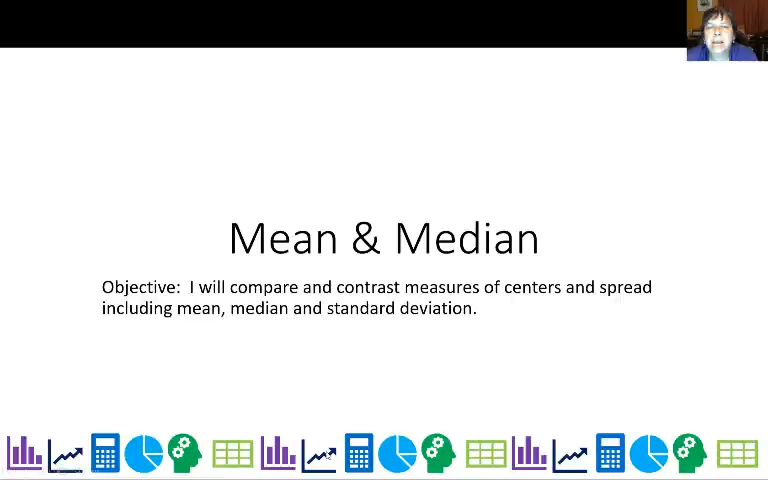 Mean & Median
Objective:  I will compare and contrast measures of centers and spread
including mean, median and standard deviation.